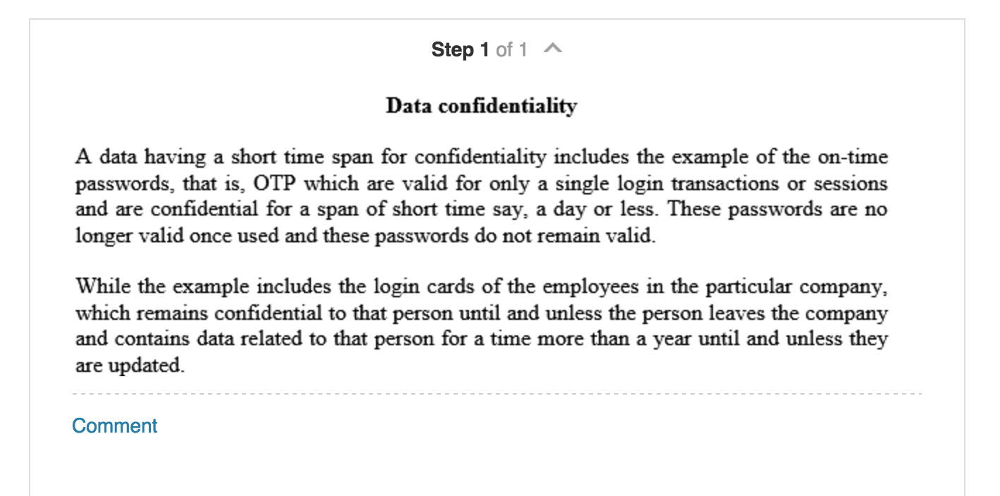 Step 1 of 1
Data confidentiality
A data having a short time span for confidentiality includes the example of the on-time
passwords, that is, OTP which are valid for only a single login transactions or sessions
and are confidential for a span of short time say, a day or less. These passwords are no
longer valid once used and these passwords do not remain valid.
While the example includes the login cards of the employees in the particular company,
which remains confidential to that person until and unless the person leaves the company
and contains data related to that person for a time more than a year until and unless they
are updated.
Comment